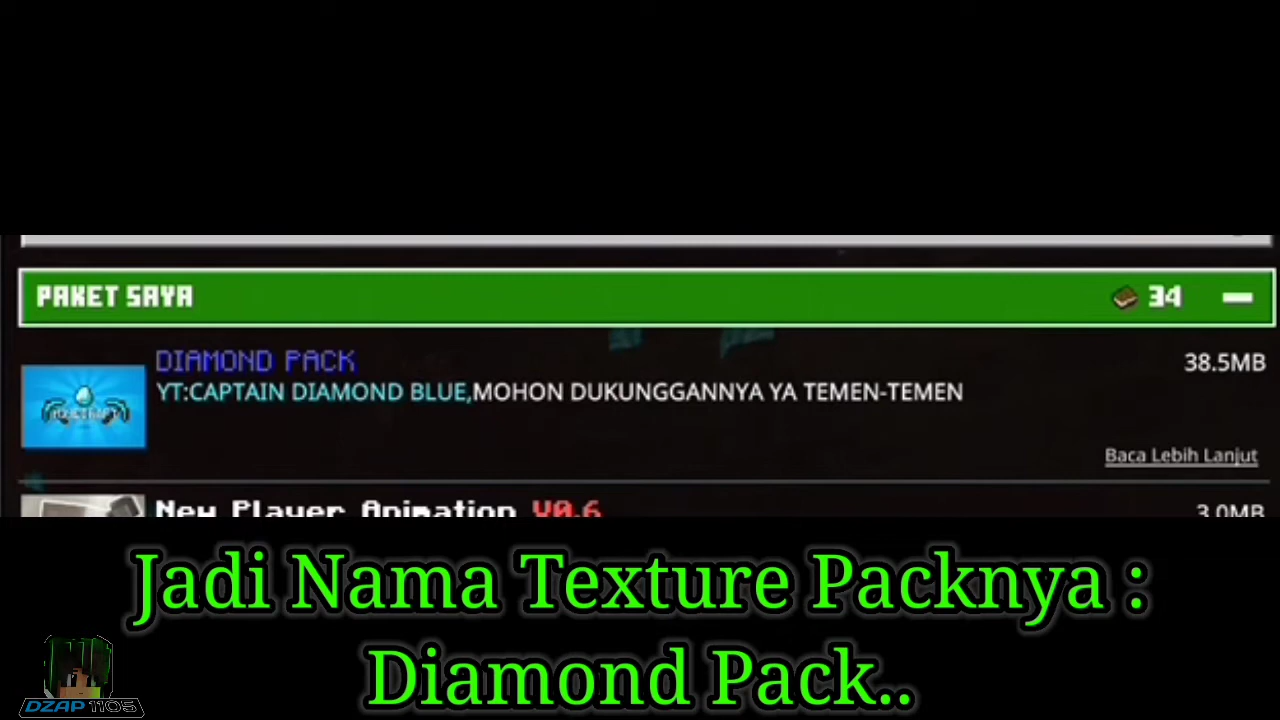 PAKET SAYA 34
DIAMOND PACK 38.5MB
YT:CAPTAIN DIAMOND BLUE,MOHON DUKUNGGANNYA YA TEMEN-TEMEN
Baca Lebih Lanjut
New Player Animation V0.6 3.0MB
Jadi Nama Texture Packnya :
Diamond Pack..
DZAP 1105